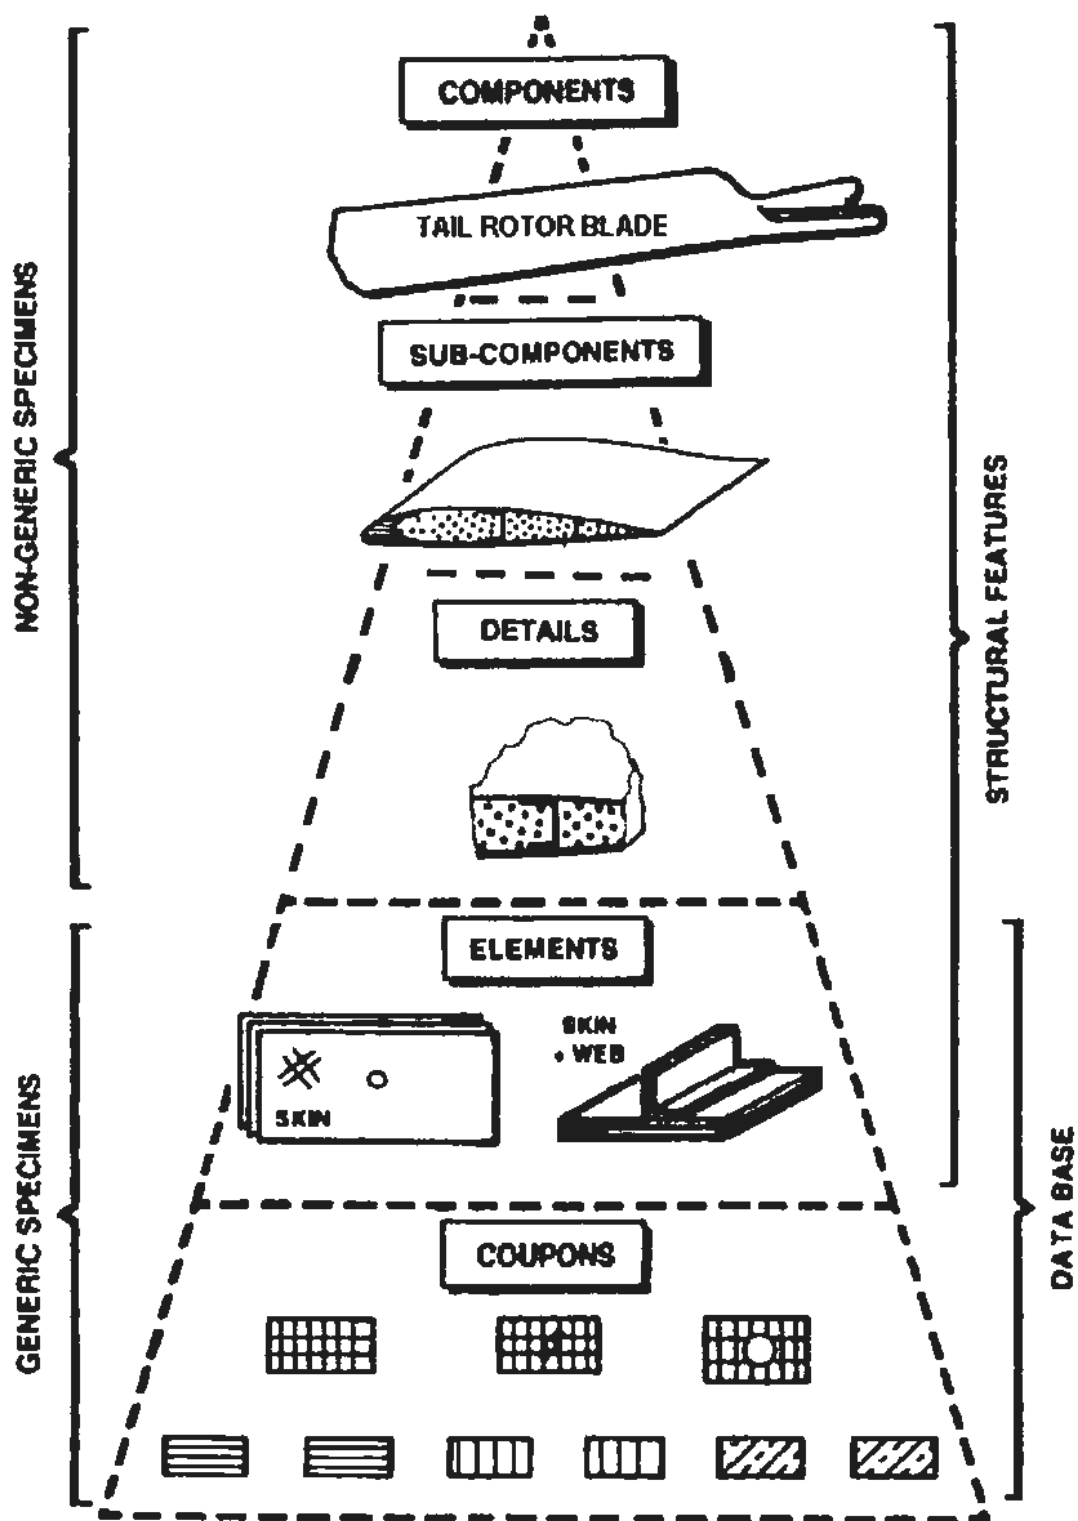 COMPONENTS
TAIL ROTOR BLADE
SUB-COMPONENTS
NON-GENERIC SPECIMENS
STRUCTURAL FEATURES
DETAILS
ELEMENTS
SKIN
+ WEB
SKIN
GENERIC SPECIMENS
DATA BASE
COUPONS